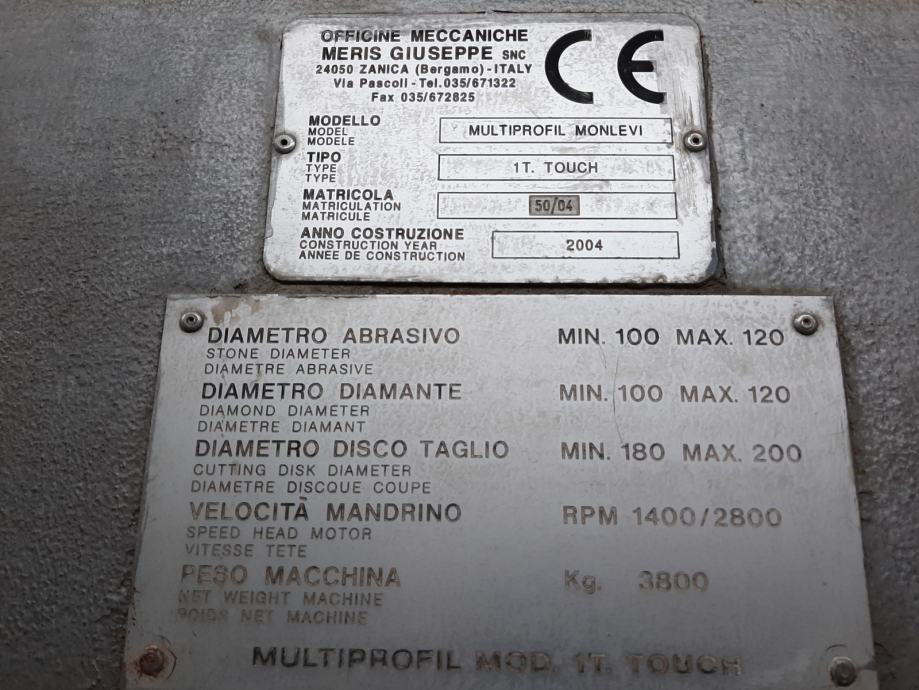 OFFICINE MECCANICHE
MERIS GIUSEPPE SNC
24050 ZANICA (Bergamo) - ITALY
Via Pascoli - Tel.035/671322
Fax 035/672825
CE
MODELLO
MODEL
MODELE
MULTIPROFIL MONLEVI
TIPO
TYPE
TYPE
1T. TOUCH
MATRICOLA
MATRICULATION
MATRICULE
50/04
ANNO COSTRUZIONE
CONSTRUCTION YEAR
ANNEE DE CONSTRUCTION
2004
DIAMETRO ABRASIVO MIN. 100 MAX. 120
STONE DIAMETER
DIAMETRE ABRASIVE
DIAMETRO DIAMANTE MIN. 100 MAX. 120
DIAMOND DIAMETER
DIAMETRE DIAMANT
DIAMETRO DISCO TAGLIO MIN. 180 MAX. 200
CUTTING DISK DIAMETER
DIAMETRE DISCQUE COUPE
VELOCITÀ MANDRINO RPM 1400/2800
SPEED HEAD MOTOR
VITESSE TETE
PESO MACCHINA Kg. 3800
NET WEIGHT MACHINE
POIDS NET MACHINE
MULTIPROFIL MOD. 1T. TOUCH